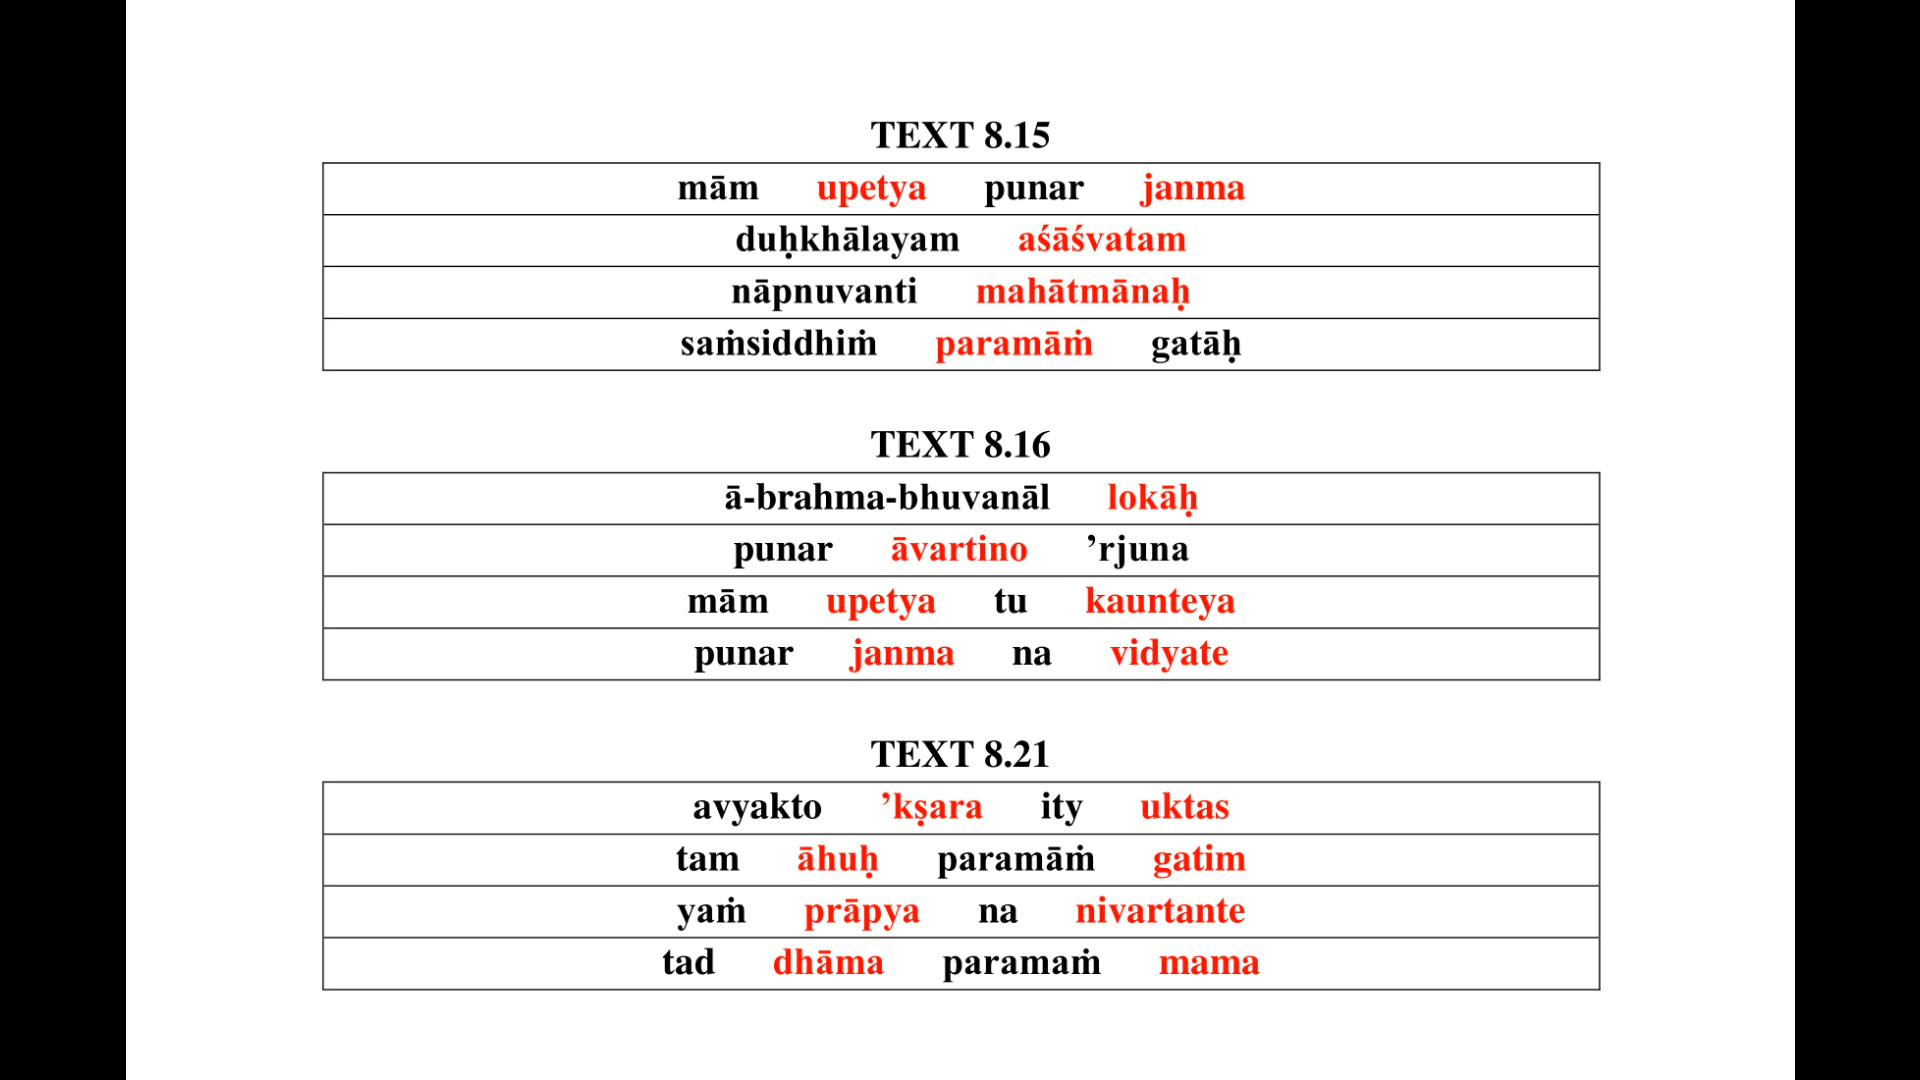 TEXT 8.15
mām upetya punar janma
duḥkhālayam aśāśvatam
nāpnuvanti mahātmānaḥ
saṁsiddhiṁ paramāṁ gatāḥ
TEXT 8.16
ā-brahma-bhuvanāl lokāḥ
punar āvartino ’rjuna
mām upetya tu kaunteya
punar janma na vidyate
TEXT 8.21
avyakto ’kṣara ity uktas
tam āhuḥ paramāṁ gatim
yaṁ prāpya na nivartante
tad dhāma paramaṁ mama